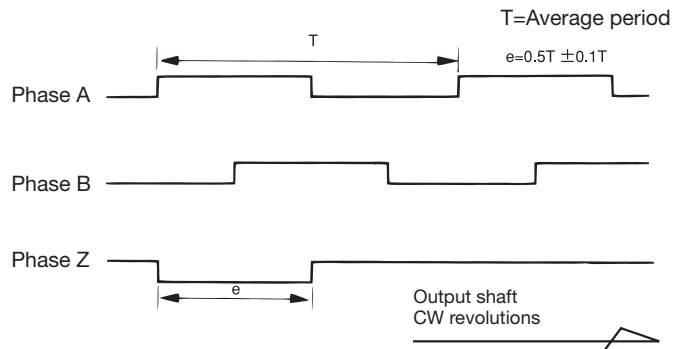 T=Average period
T
e=0.5T ±0.1T
Phase A
Phase B
Phase Z
e
Output shaft
CW revolutions